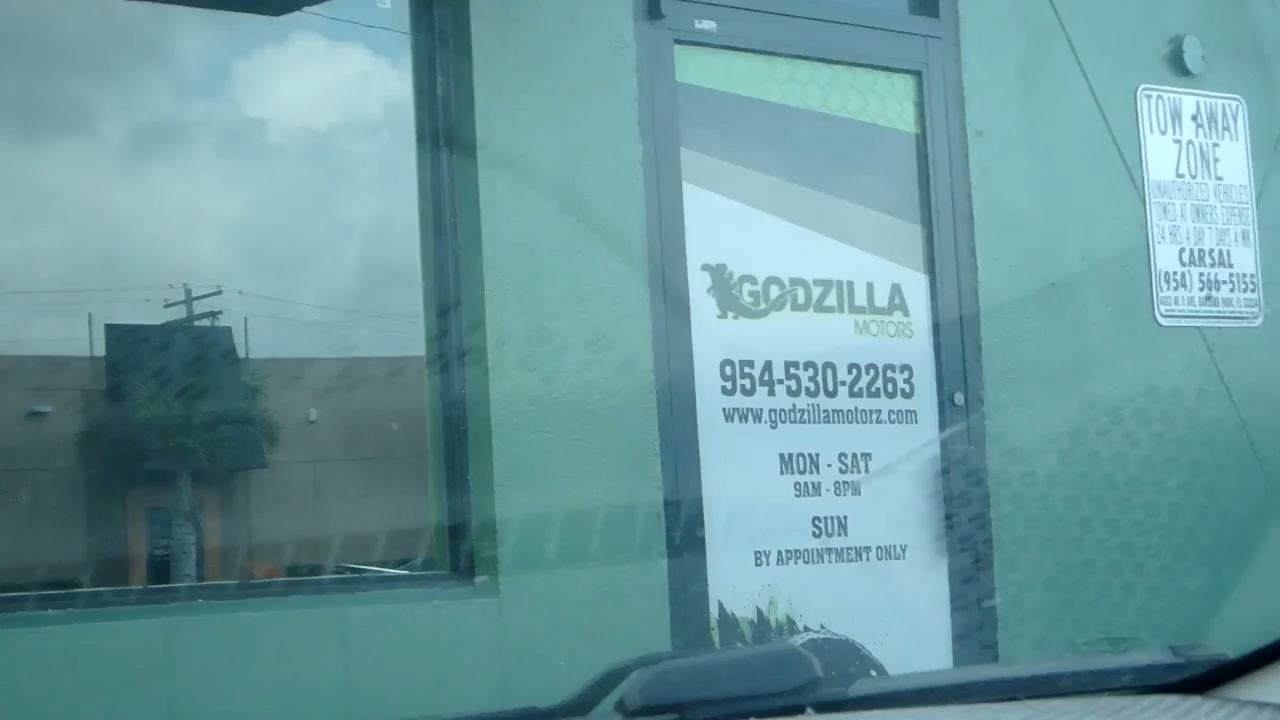 GODZILLA
MOTORS
954-530-2263
www.godzillamotorz.com
MON - SAT
9AM - 8PM
SUN
BY APPOINTMENT ONLY
TOW AWAY
ZONE
UNAUTHORIZED VEHICLES
TOWED AT OWNERS EXPENSE
24 HRS. A DAY 7 DAYS A WK.
CARSAL
(954) 566-5155